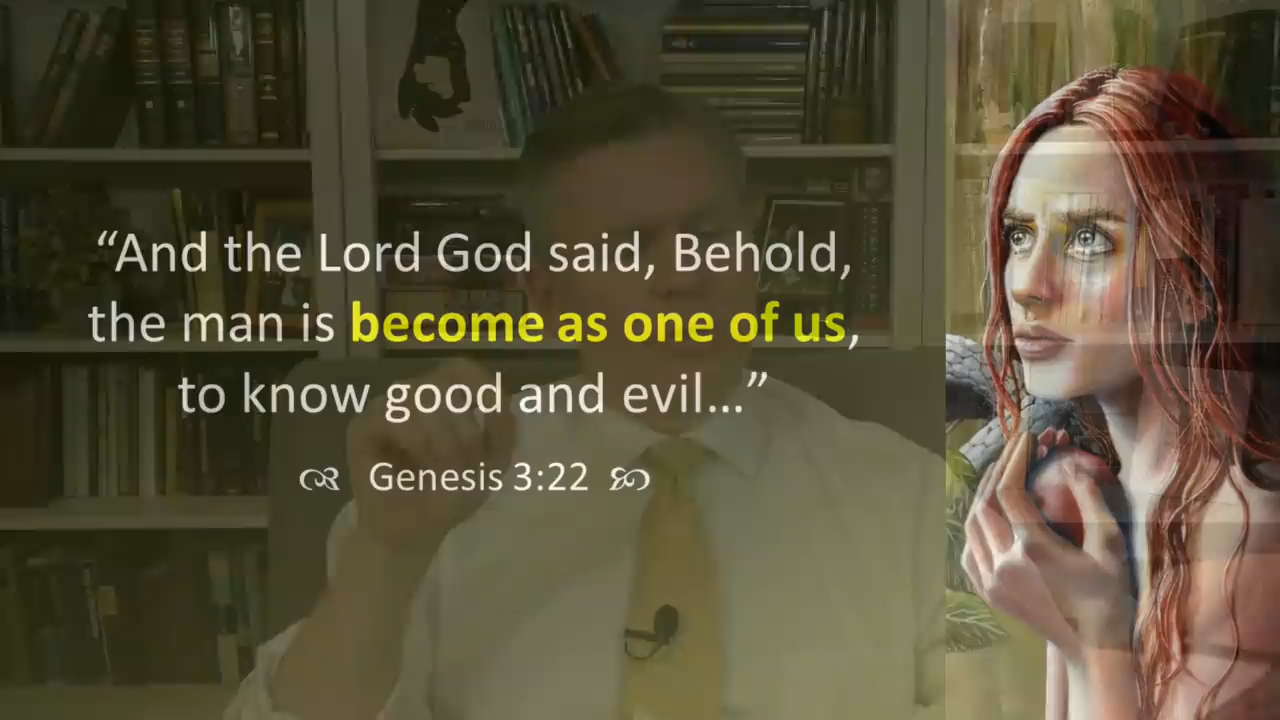 “And the Lord God said, Behold,
the man is become as one of us,
to know good and evil…”
Genesis 3:22